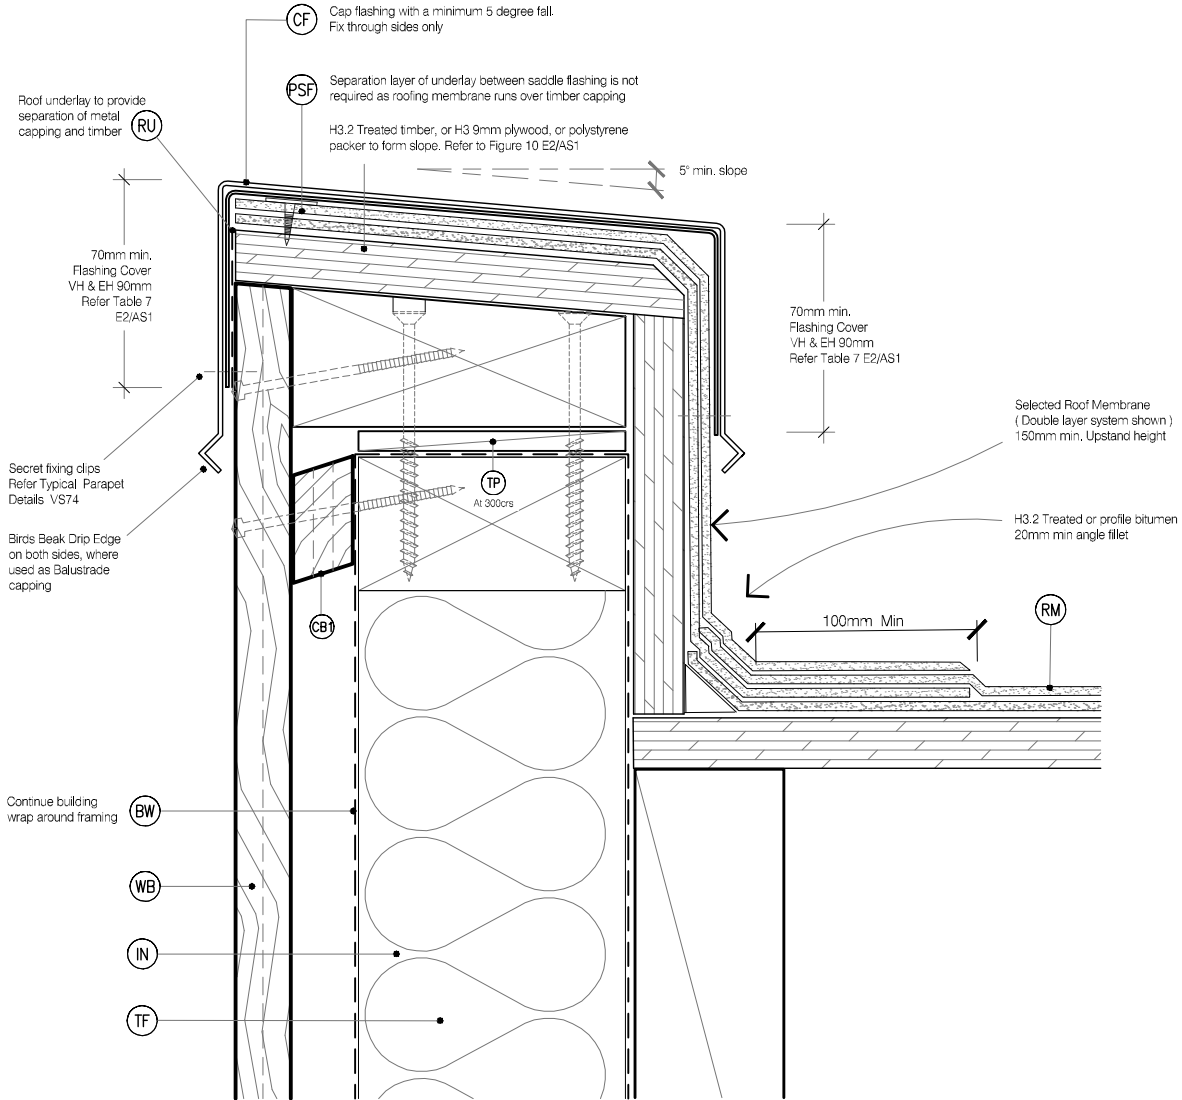 CF
Cap flashing with a minimum 5 degree fall.
Fix through sides only
PSF
Separation layer of underlay between saddle flashing is not
required as roofing membrane runs over timber capping
Roof underlay to provide
separation of metal
capping and timber
RU
H3.2 Treated timber, or H3 9mm plywood, or polystyrene
packer to form slope. Refer to Figure 10 E2/AS1
5° min. slope
70mm min.
Flashing Cover
VH & EH 90mm
Refer Table 7
E2/AS1
70mm min.
Flashing Cover
VH & EH 90mm
Refer Table 7 E2/AS1
Selected Roof Membrane
( Double layer system shown )
150mm min. Upstand height
Secret fixing clips
Refer Typical Parapet
Details VS74
TP
At 300crs
H3.2 Treated or profile bitumen
20mm min angle fillet
Birds Beak Drip Edge
on both sides, where
used as Balustrade
capping
CB1
100mm Min
RM
Continue building
wrap around framing
BW
WB
IN
TF